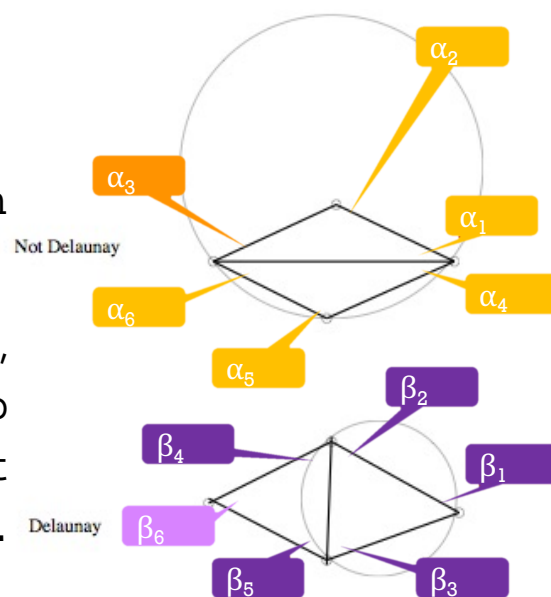 α₂
α₃
α₁
Not Delaunay
α₄
α₆
α₅
β₂
β₄
β₁
Delaunay
β₆
β₅
β₃